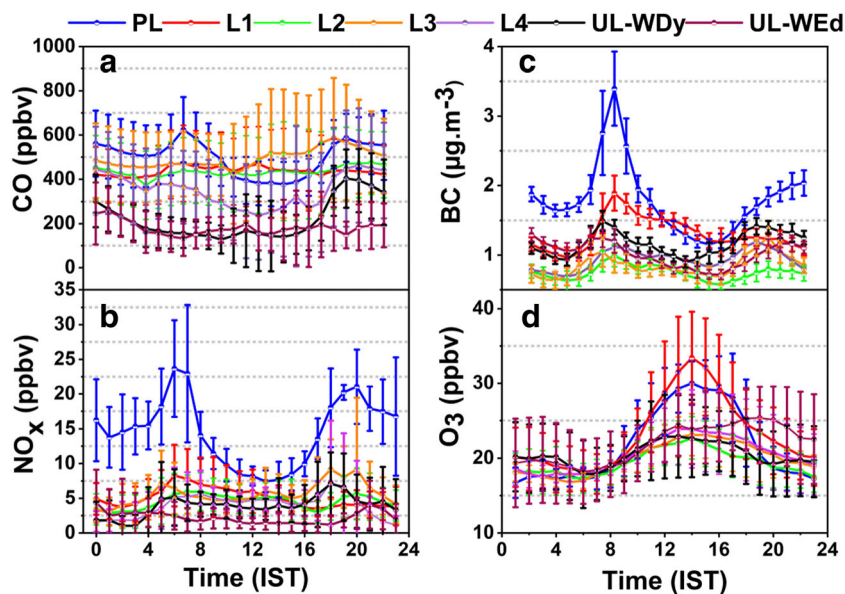 PL L1 L2 L3 L4 UL-WDy UL-WEd
a
CO (ppbv)
1000
800
600
400
200
0
b
NOX (ppbv)
35
30
25
20
15
10
5
0
0 4 8 12 16 20 24
Time (IST)
c
BC (µg.m-3)
4
3
2
1
d
O3 (ppbv)
40
30
20
10
0 4 8 12 16 20 24
Time (IST)